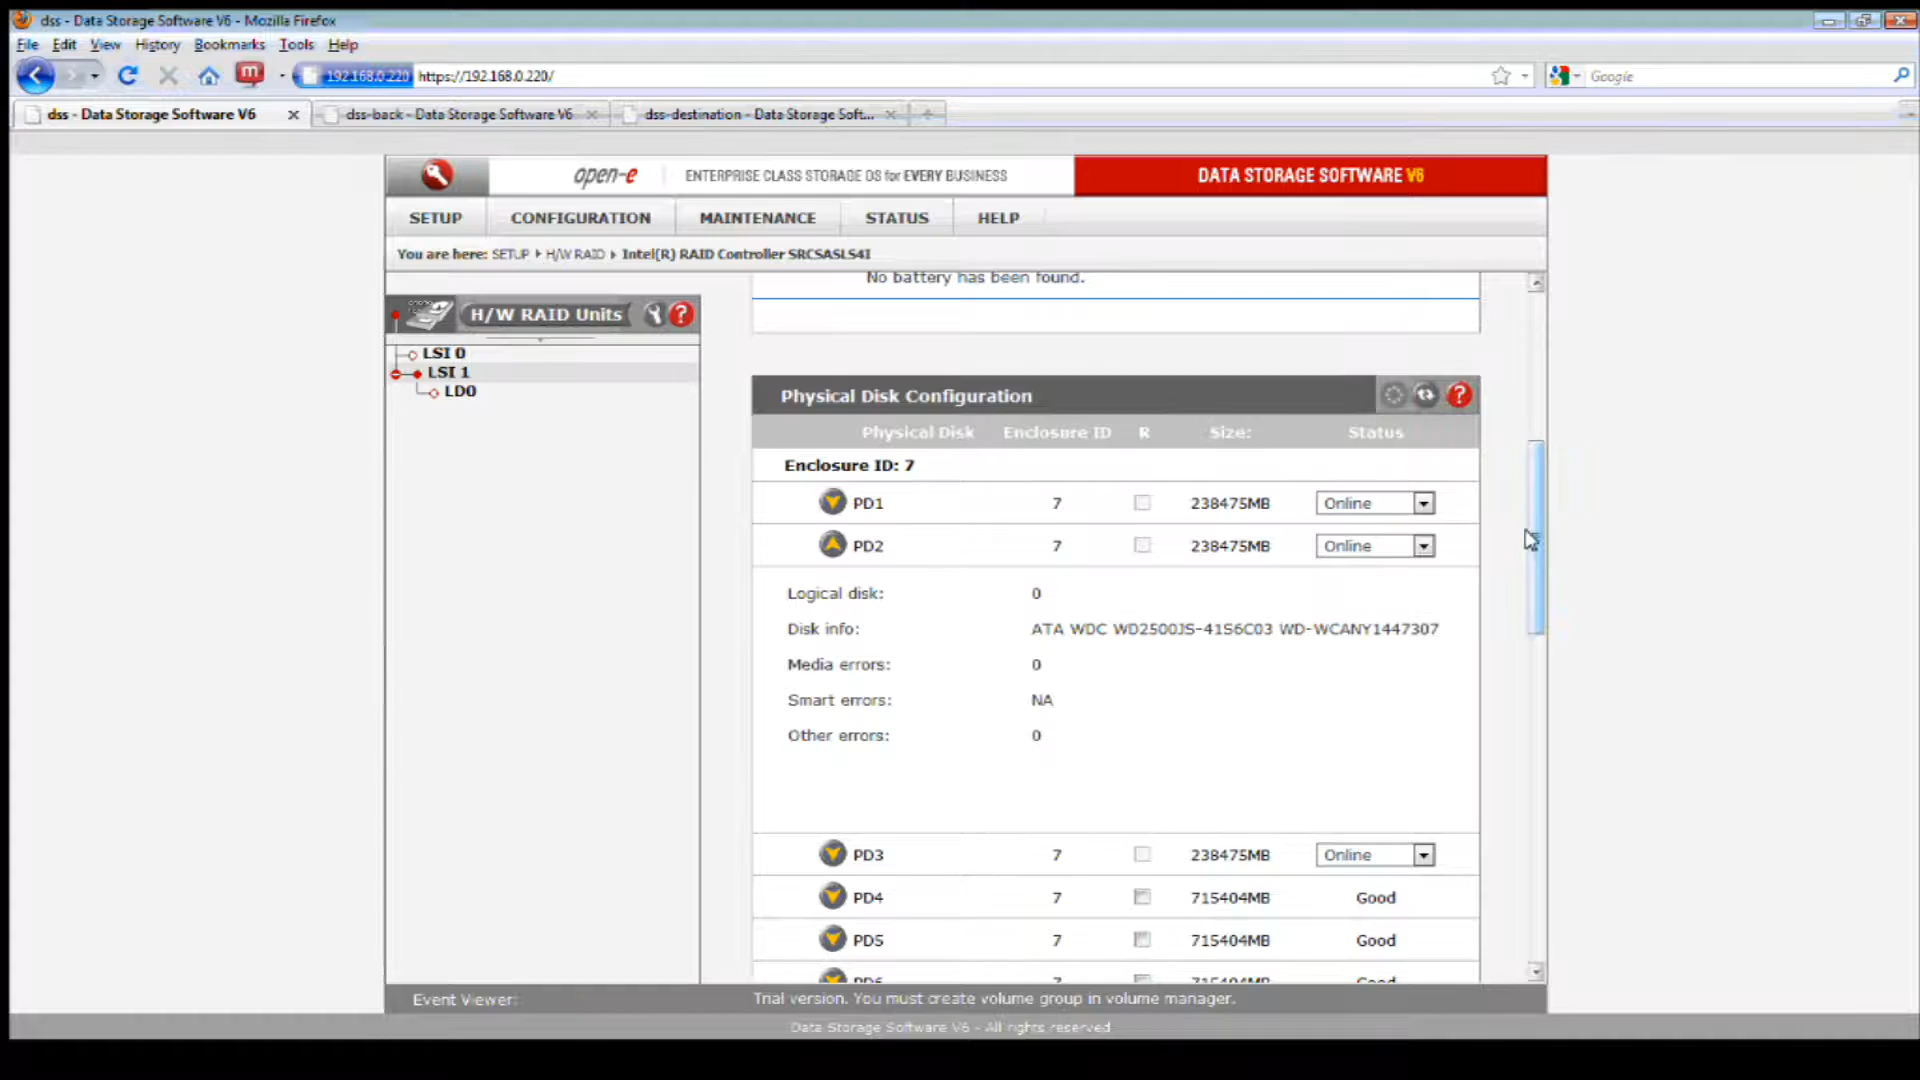 dss - Data Storage Software V6 - Mozilla Firefox
File Edit View History Bookmarks Tools Help
m 192.168.0.220 https://192.168.0.220/ Google
dss - Data Storage Software V6 dss-back - Data Storage Software V6 dss-destination - Data Storage Soft...
open-e ENTERPRISE CLASS STORAGE OS for EVERY BUSINESS DATA STORAGE SOFTWARE V6
SETUP CONFIGURATION MAINTENANCE STATUS HELP
You are here: SETUP H/W RAID Intel(R) RAID Controller SRCSASLS4I
No battery has been found.
H/W RAID Units ?
LSI 0
LSI 1
LD0
Physical Disk Configuration ?
Physical Disk Enclosure ID R Size: Status
Enclosure ID: 7
PD1 7 238475MB Online
PD2 7 238475MB Online
Logical disk: 0
Disk info: ATA WDC WD2500JS-41S6C03 WD-WCANY1447307
Media errors: 0
Smart errors: NA
Other errors: 0
PD3 7 238475MB Online
PD4 7 715404MB Good
PD5 7 715404MB Good
PD6 7 715404MB Good
Event Viewer: Trial version. You must create volume group in volume manager.
Data Storage Software V6 - All rights reserved